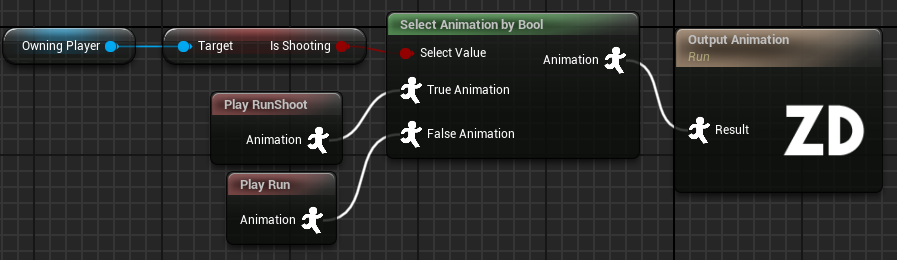 Owning Player
Target Is Shooting
Select Animation by Bool
Select Value
Animation
True Animation
False Animation
Play RunShoot
Animation
Play Run
Animation
Output Animation
Run
Result
ZD